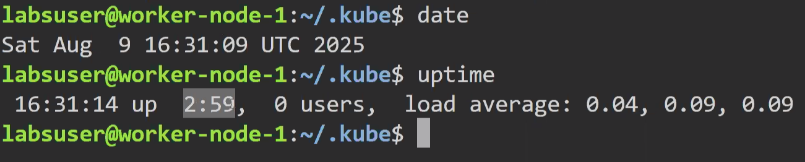 labsuser@worker-node-1:~/.kube$ date
Sat Aug  9 16:31:09 UTC 2025
labsuser@worker-node-1:~/.kube$ uptime
 16:31:14 up  2:59,  0 users,  load average: 0.04, 0.09, 0.09
labsuser@worker-node-1:~/.kube$